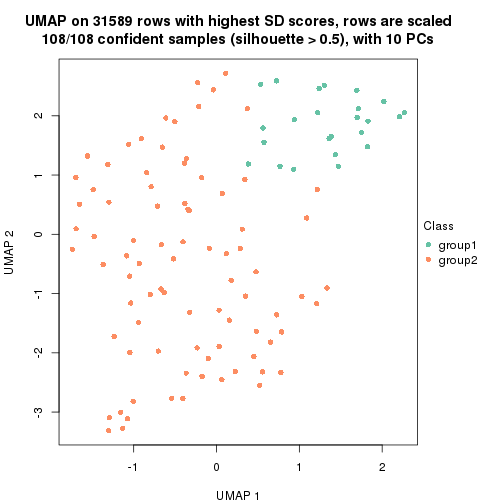 UMAP on 31589 rows with highest SD scores, rows are scaled
108/108 confident samples (silhouette > 0.5), with 10 PCs
2
1
0
-1
-2
-3
UMAP 2
-1
0
1
2
UMAP 1
Class
group1
group2